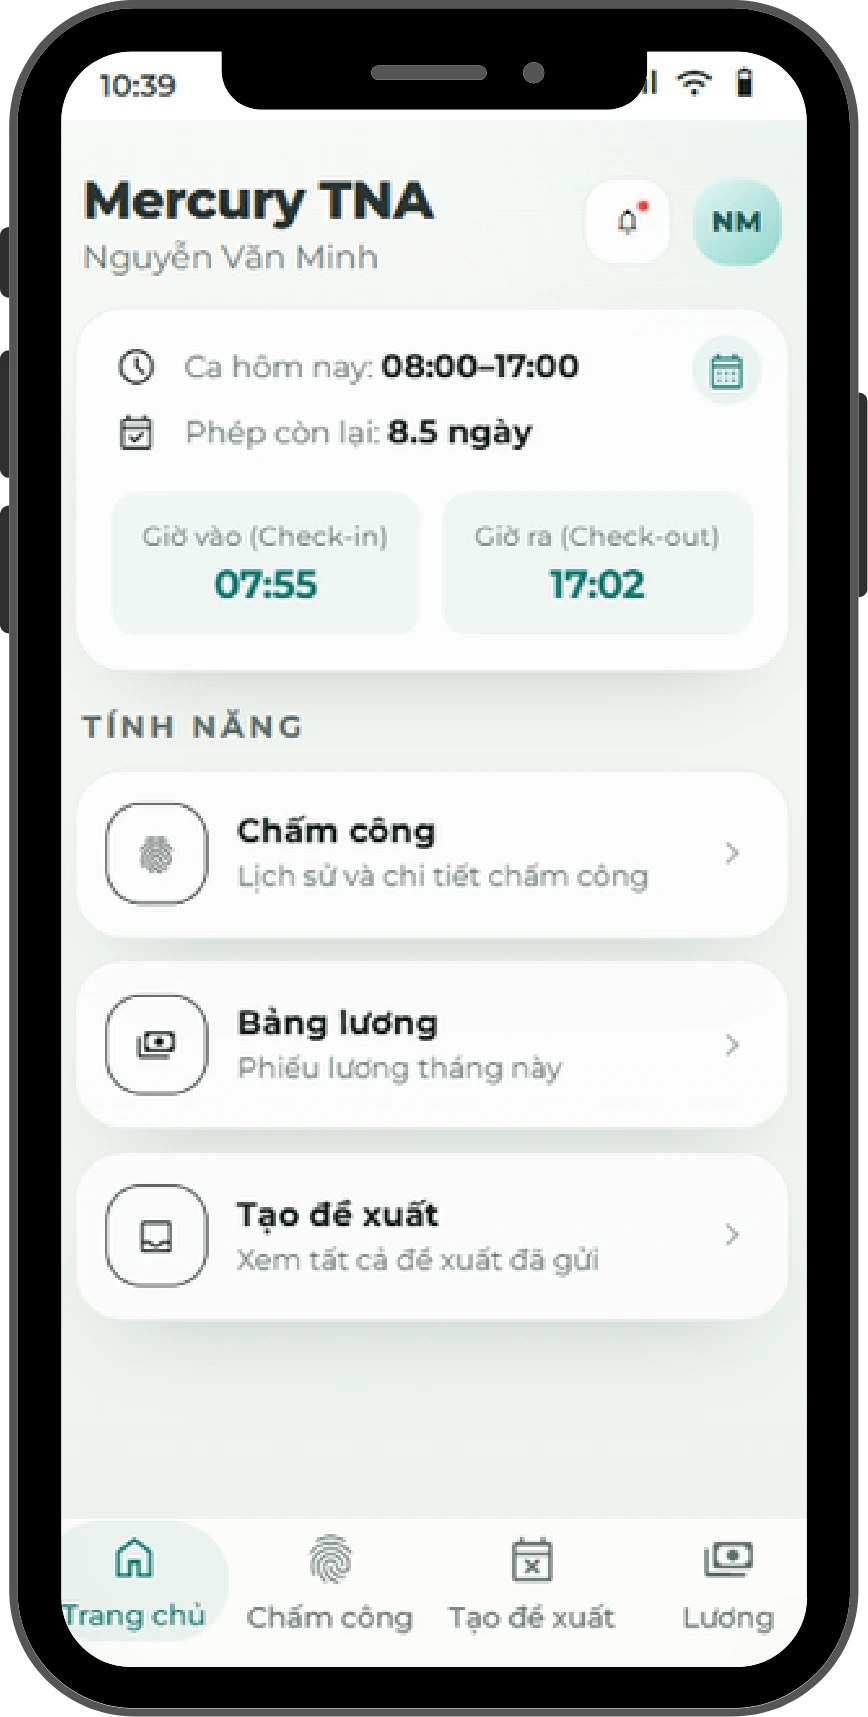 10:39
Mercury TNA
Nguyễn Văn Minh
NM
Ca hôm nay: 08:00–17:00
Phép còn lại: 8.5 ngày
Giờ vào (Check-in)
07:55
Giờ ra (Check-out)
17:02
TÍNH NĂNG
Chấm công
Lịch sử và chi tiết chấm công
Bảng lương
Phiếu lương tháng này
Tạo đề xuất
Xem tất cả đề xuất đã gửi
Trang chủ
Chấm công
Tạo đề xuất
Lương